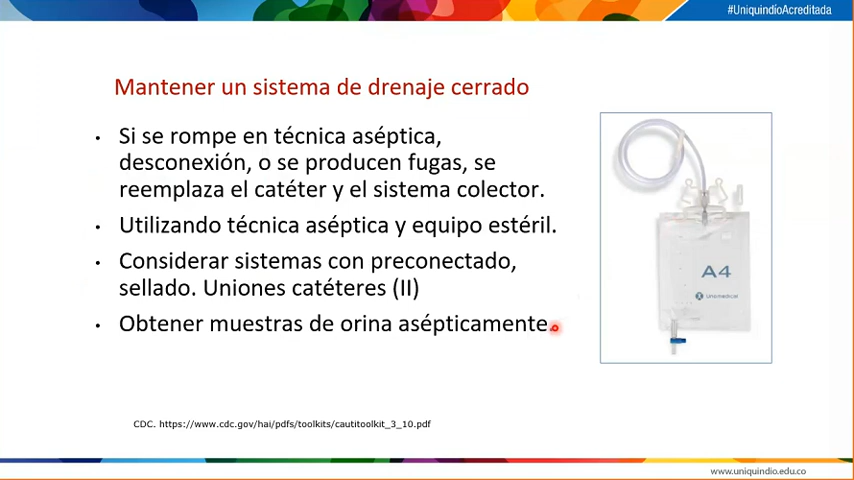 #UniquindíoAcreditada
Mantener un sistema de drenaje cerrado
• Si se rompe en técnica aséptica,
desconexión, o se producen fugas, se
reemplaza el catéter y el sistema colector.
• Utilizando técnica aséptica y equipo estéril.
• Considerar sistemas con preconectado,
sellado. Uniones catéteres (II)
• Obtener muestras de orina asépticamente.
A4
Unomedical
CDC. https://www.cdc.gov/hai/pdfs/toolkits/cautitoolkit_3_10.pdf
www.uniquindio.edu.co